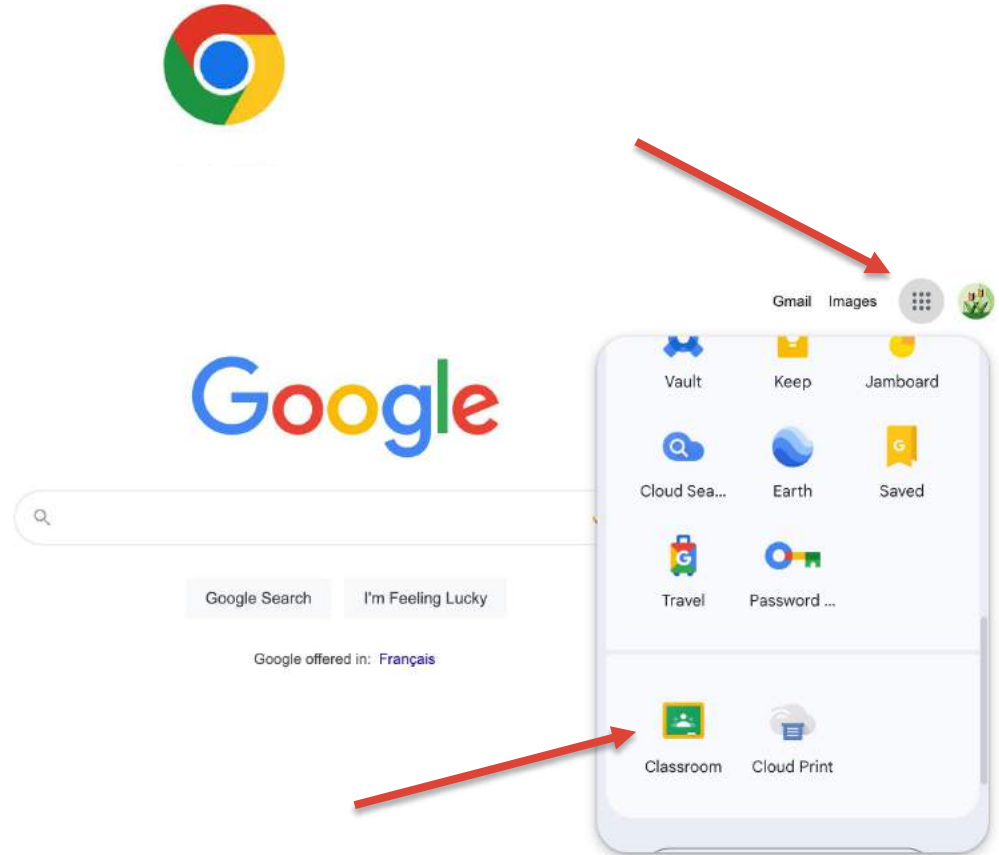 Gmail Images
Vault Keep Jamboard
Google
G
Cloud Sea... Earth Saved
G
Travel Password ...
Google Search I'm Feeling Lucky
Google offered in: Français
Classroom Cloud Print